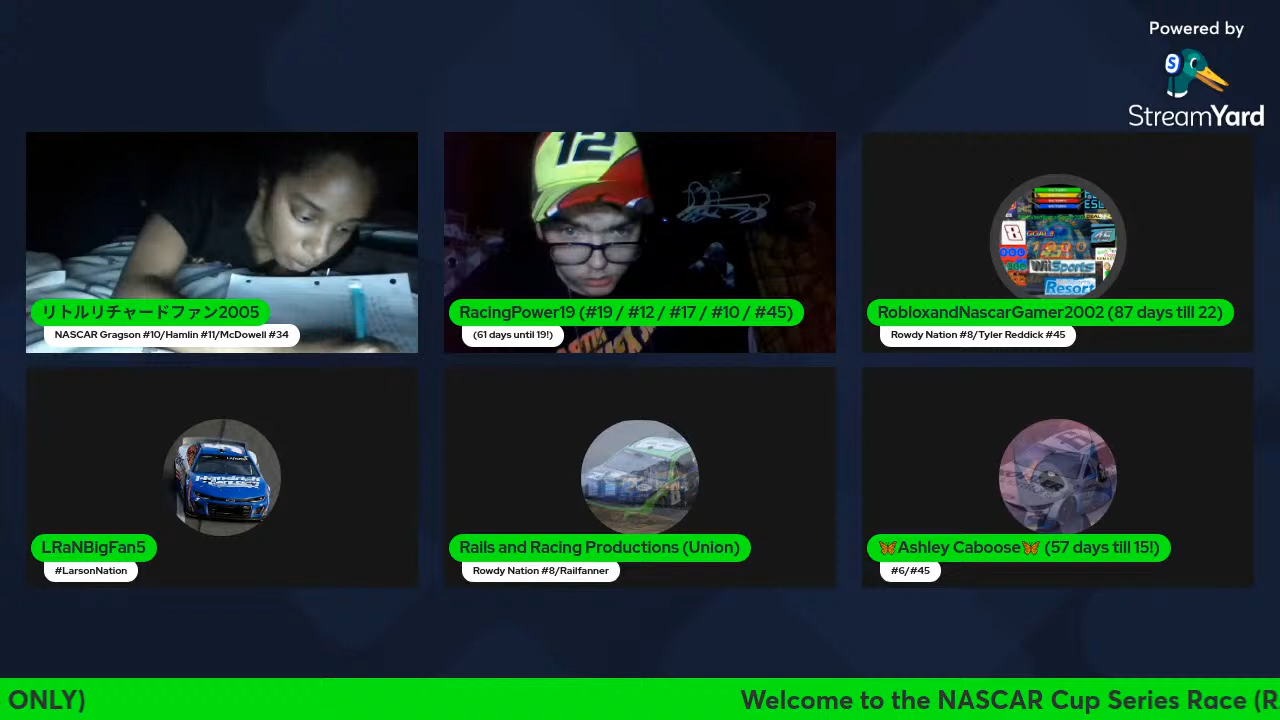 Powered by
S
StreamYard
12
リトルリチャードファン2005
NASCAR Gragson #10/Hamlin #11/McDowell #34
RacingPower19 (#19 / #12 / #17 / #10 / #45)
(61 days until 19!)
WilSports
Resort
RobloxandNascarGamer2002 (87 days till 22)
Rowdy Nation #8/Tyler Reddick #45
LRaNBigFan5
#LarsonNation
Rails and Racing Productions (Union)
Rowdy Nation #8/Railfanner
🦋Ashley Caboose🦋 (57 days till 15!)
#6/#45
ONLY)
Welcome to the NASCAR Cup Series Race (R